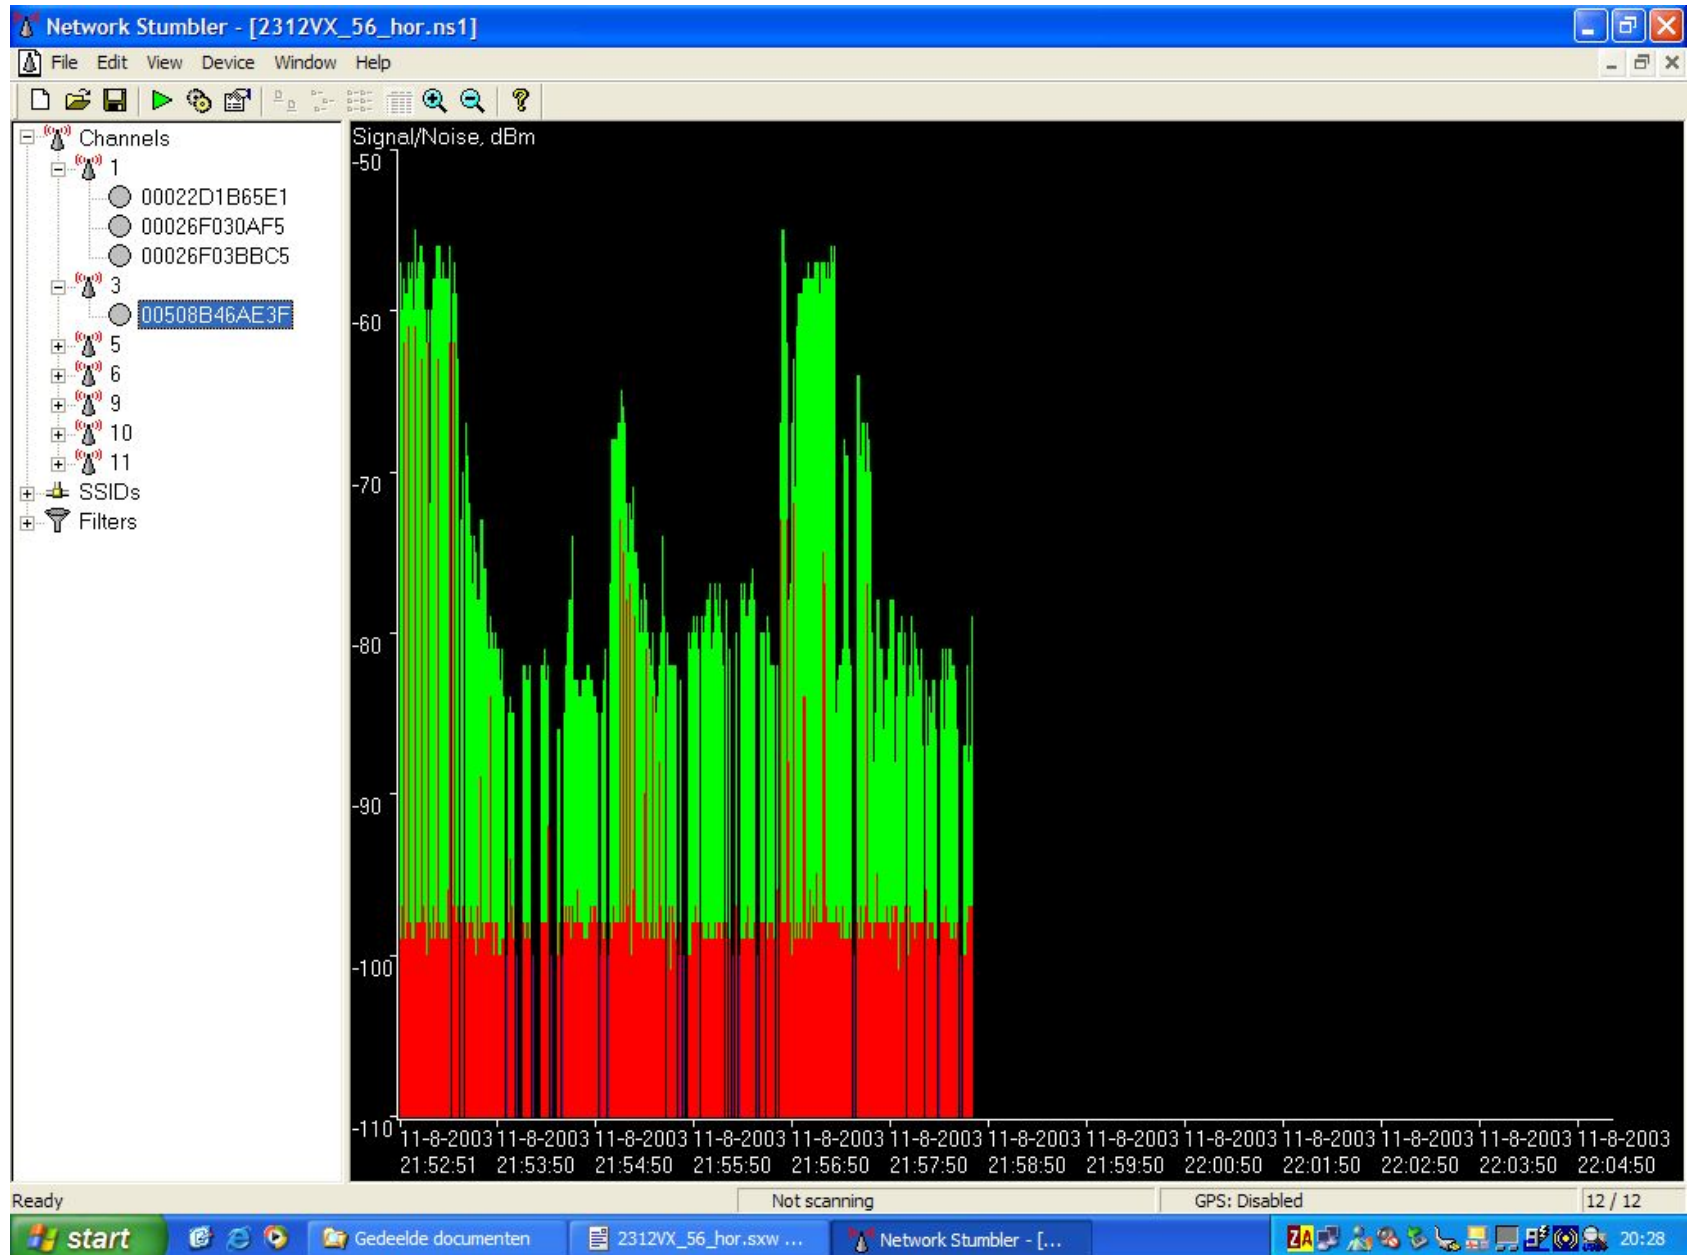 Network Stumbler - [2312VX_56_hor.ns1]
File Edit View Device Window Help
Channels
1
00022D1B65E1
00026F030AF5
00026F03BBC5
3
00508B46AE3F
5
6
9
10
11
SSIDs
Filters
Signal/Noise, dBm
-50
-60
-70
-80
-90
-100
-110
11-8-2003 11-8-2003 11-8-2003 11-8-2003 11-8-2003 11-8-2003 11-8-2003 11-8-2003 11-8-2003 11-8-2003 11-8-2003 11-8-2003 11-8-2003
21:52:51 21:53:50 21:54:50 21:55:50 21:56:50 21:57:50 21:58:50 21:59:50 22:00:50 22:01:50 22:02:50 22:03:50 22:04:50
Ready Not scanning GPS: Disabled 12 / 12
start Gedeelde documenten 2312VX_56_hor.sxw ... Network Stumbler - [... ZA 20:28